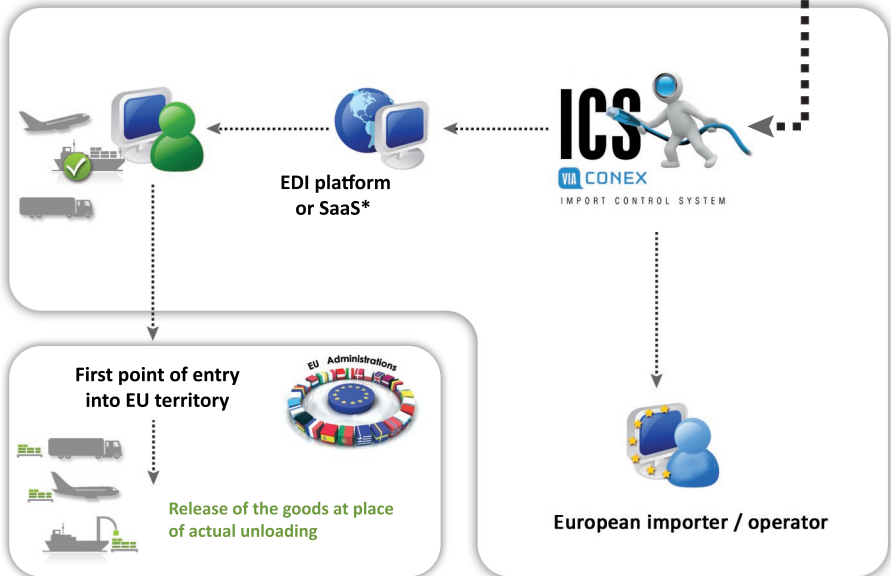 EDI platform
or SaaS*
ICS
VIA CONEX
IMPORT CONTROL SYSTEM
First point of entry
into EU territory
EU Administrations
Release of the goods at place
of actual unloading
European importer / operator